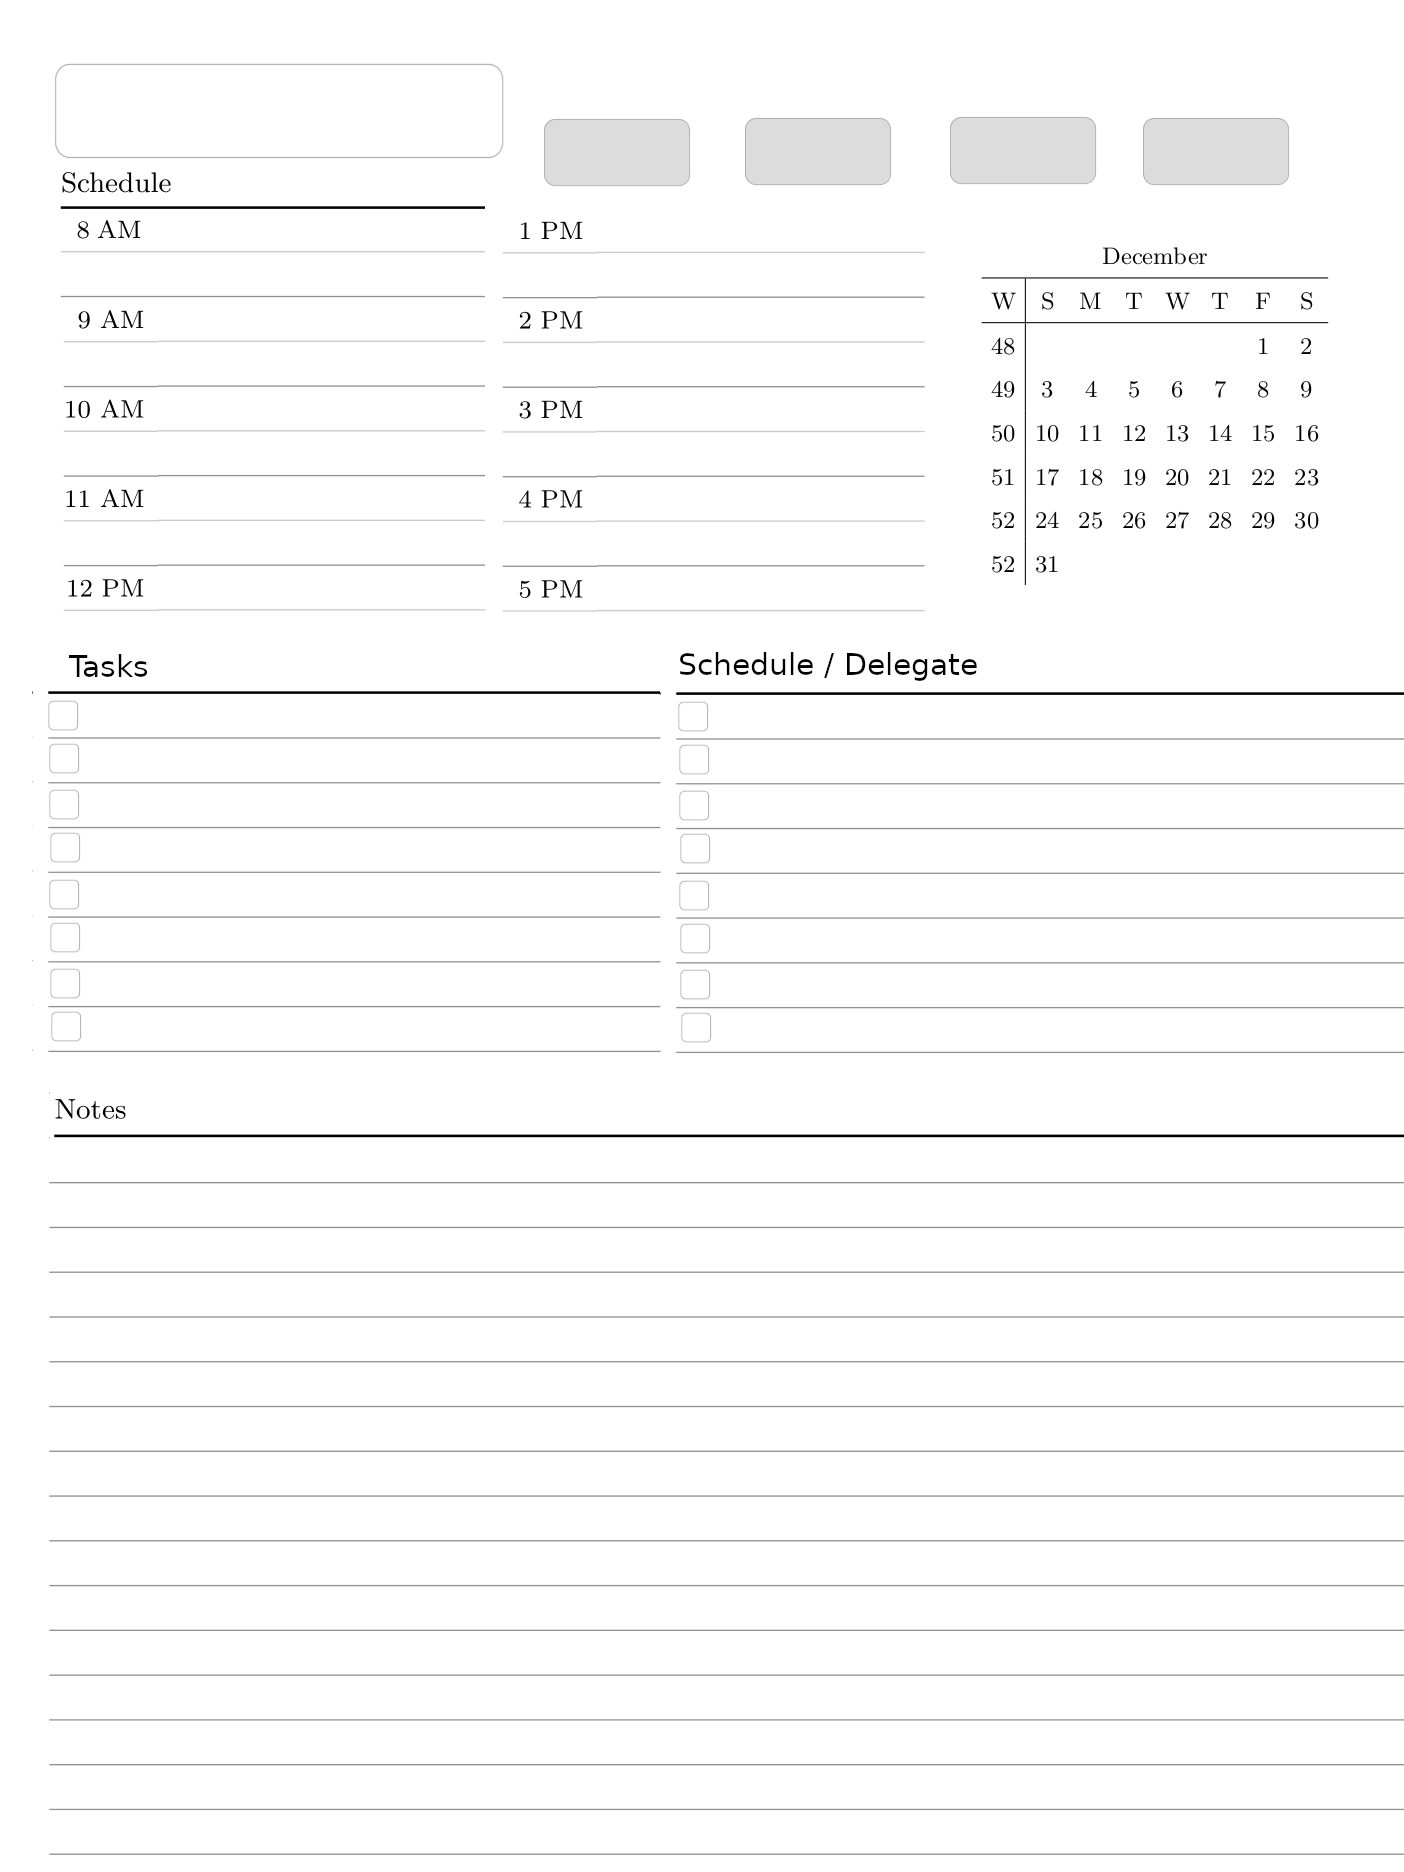 Schedule
8 AM
9 AM
10 AM
11 AM
12 PM
1 PM
2 PM
3 PM
4 PM
5 PM
December
W S M T W T F S
48 1 2
49 3 4 5 6 7 8 9
50 10 11 12 13 14 15 16
51 17 18 19 20 21 22 23
52 24 25 26 27 28 29 30
52 31
Tasks
Schedule / Delegate
Notes